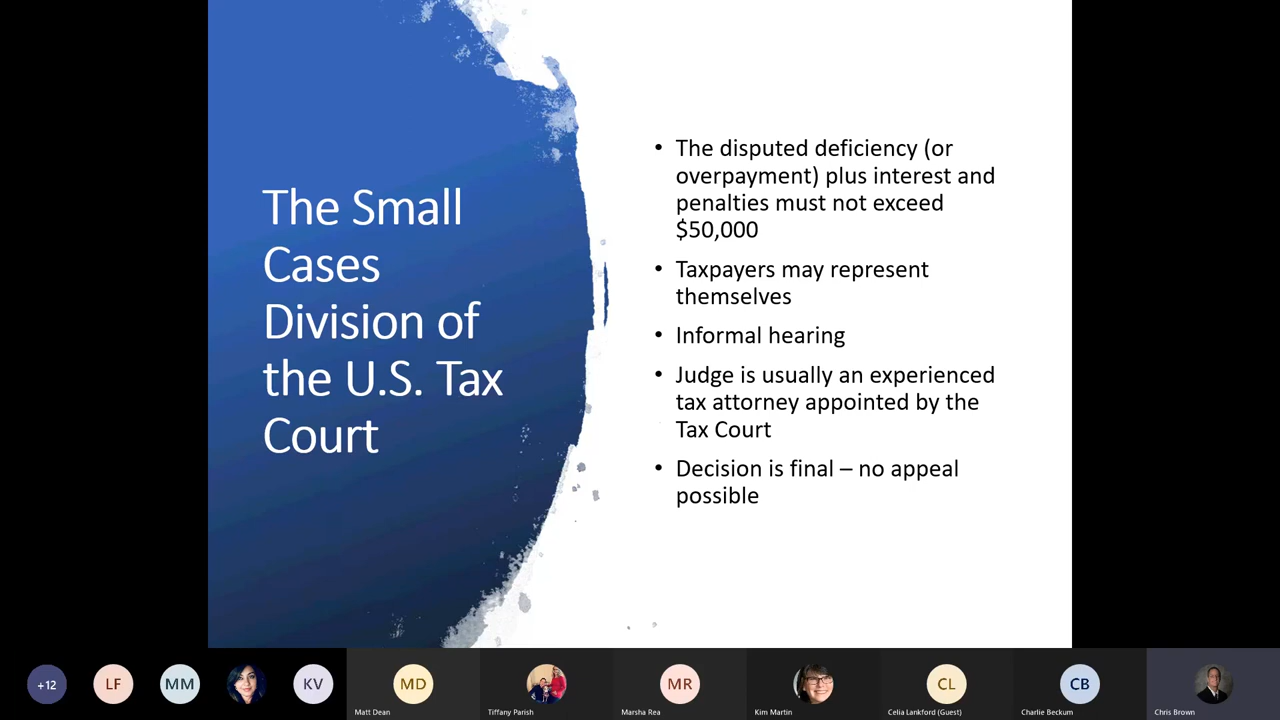 The Small
Cases
Division of
the U.S. Tax
Court
• The disputed deficiency (or
overpayment) plus interest and
penalties must not exceed
$50,000
• Taxpayers may represent
themselves
• Informal hearing
• Judge is usually an experienced
tax attorney appointed by the
Tax Court
• Decision is final – no appeal
possible
+12
LF
MM
KV
MD
Matt Dean
Tiffany Parish
MR
Marsha Rea
Kim Martin
CL
Celia Lankford (Guest)
CB
Charlie Beckum
Chris Brown